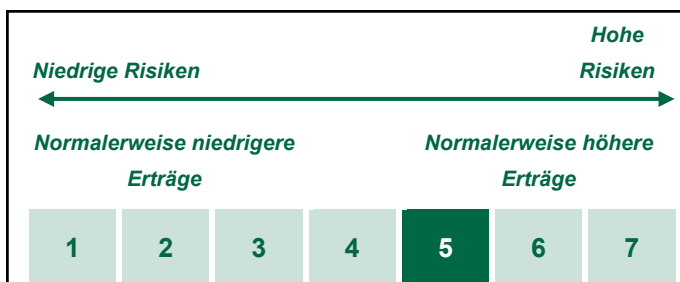 Hohe
Niedrige Risiken Risiken
Normalerweise niedrigere Normalerweise höhere
Erträge Erträge
1 2 3 4 5 6 7